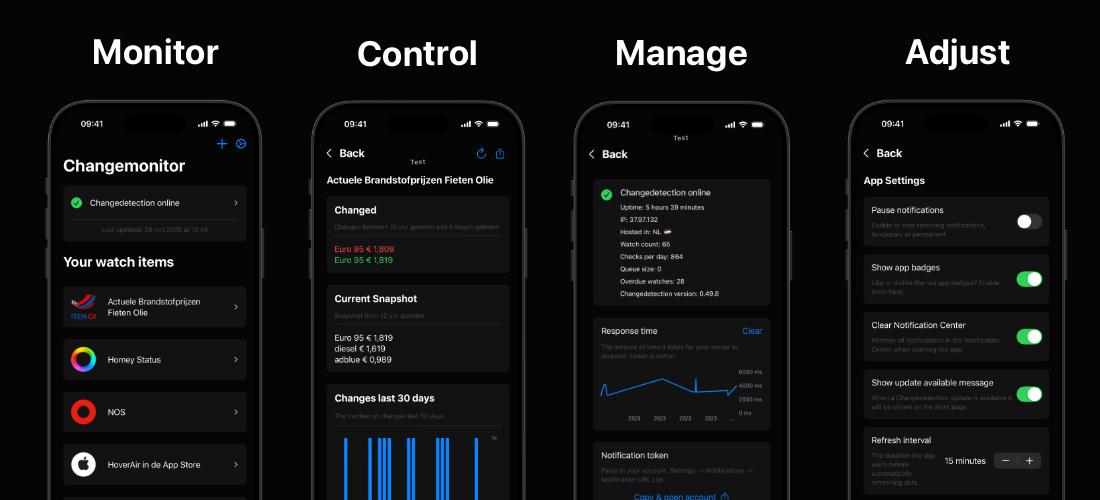 Monitor
09:41
Changemonitor
Changedetection online
Last updated: 26 mrt 2025 at 13:45
Your watch items
Actuele Brandstofprijzen
Fieten Olie
Homey Status
NOS
HoverAir in de App Store
Control
09:41
Back
Text
Actuele Brandstofprijzen Fieten Olie
Changed
Changes between 12 uur geleden and 6 dagen geleden
Euro 95 € 1,809
Euro 95 € 1,819
Current Snapshot
Snapshot from 12 uur geleden
Euro 95 € 1,819
diesel € 1,619
adblue € 0,989
Changes last 30 days
The number of changes last 30 days.
Manage
09:41
Text
Back
Changedetection online
Uptime: 5 hours 39 minutes
IP: 37.97.132
Hosted in: NL 🇳🇱
Watch count: 65
Checks per day: 864
Queue size: 0
Overdue watches: 28
Changedetection version: 0.49.8
Response time
Clear
The amount of time it takes for your server to
respond. Lower is better.
6000 ms
4000 ms
2000 ms
0 ms
26/3 26/3 26/3 26/3 ..
Notification token
Paste in your account. Settings -> Notifications ->
Notification URL List
Copy & open account
Adjust
09:41
Back
App Settings
Pause notifications
Enable to stop receiving notifications,
temporary or permanent.
Show app badges
Like or dislike the red app badges? Enable
them here.
Clear Notification Center
Remove all notifications in the Notification
Center when opening the app.
Show update available message
When a Changedetection update is available it
will be shown on the front page.
Refresh interval
The duration the app
waits before
automatically
refreshing data.
15 minutes